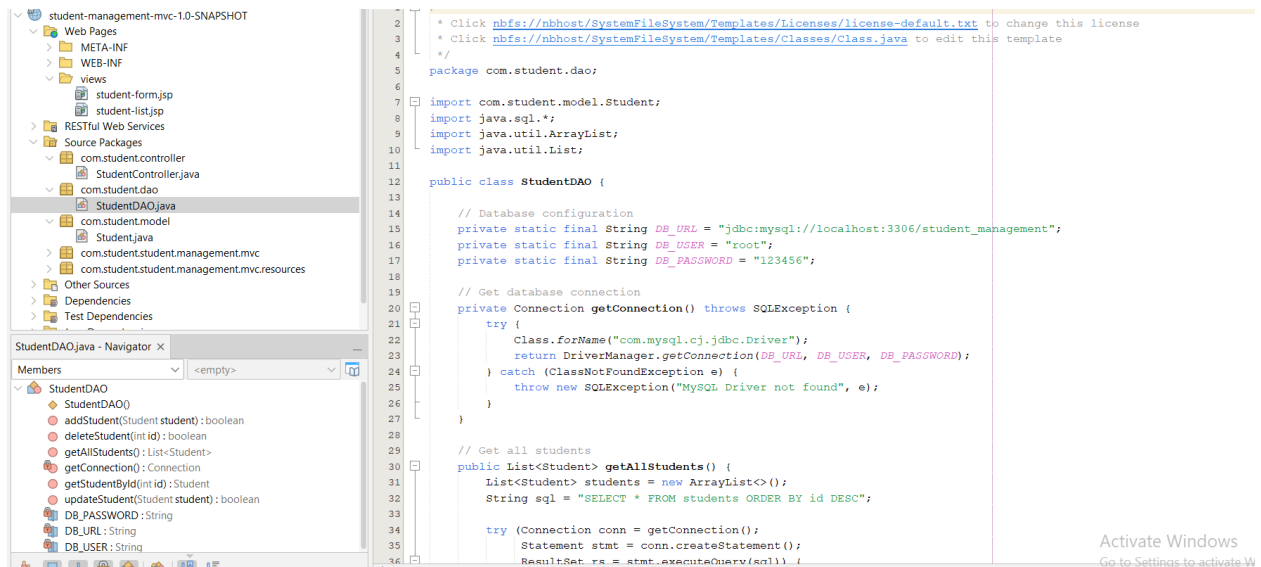 student-management-mvc-1.0-SNAPSHOT
Web Pages
META-INF
WEB-INF
views
student-form.jsp
student-list.jsp
RESTful Web Services
Source Packages
com.student.controller
StudentController.java
com.student.dao
StudentDAO.java
com.student.model
Student.java
com.student.student.management.mvc
com.student.student.management.mvc.resources
Other Sources
Dependencies
Test Dependencies
StudentDAO.java - Navigator ×
Members
<empty>
StudentDAO
StudentDAO()
addStudent(Student student) : boolean
deleteStudent(int id) : boolean
getAllStudents() : List<Student>
getConnection() : Connection
getStudentById(int id) : Student
updateStudent(Student student) : boolean
DB_PASSWORD : String
DB_URL : String
DB_USER : String
2 * Click nbfs://nbhost/SystemFileSystem/Templates/Licenses/license-default.txt to change this license
3 * Click nbfs://nbhost/SystemFileSystem/Templates/Classes/Class.java to edit this template
4 */
5 package com.student.dao;
6
7 import com.student.model.Student;
8 import java.sql.*;
9 import java.util.ArrayList;
10 import java.util.List;
11
12 public class StudentDAO {
13
14 // Database configuration
15 private static final String DB_URL = "jdbc:mysql://localhost:3306/student_management";
16 private static final String DB_USER = "root";
17 private static final String DB_PASSWORD = "123456";
18
19 // Get database connection
20 private Connection getConnection() throws SQLException {
21 try {
22 Class.forName("com.mysql.cj.jdbc.Driver");
23 return DriverManager.getConnection(DB_URL, DB_USER, DB_PASSWORD);
24 } catch (ClassNotFoundException e) {
25 throw new SQLException("MySQL Driver not found", e);
26 }
27 }
28
29 // Get all students
30 public List<Student> getAllStudents() {
31 List<Student> students = new ArrayList<>();
32 String sql = "SELECT * FROM students ORDER BY id DESC";
33
34 try (Connection conn = getConnection();
35 Statement stmt = conn.createStatement();
36 ResultSet rs = stmt.executeQuery(sql)) {
Activate Windows
Go to Settings to activate W